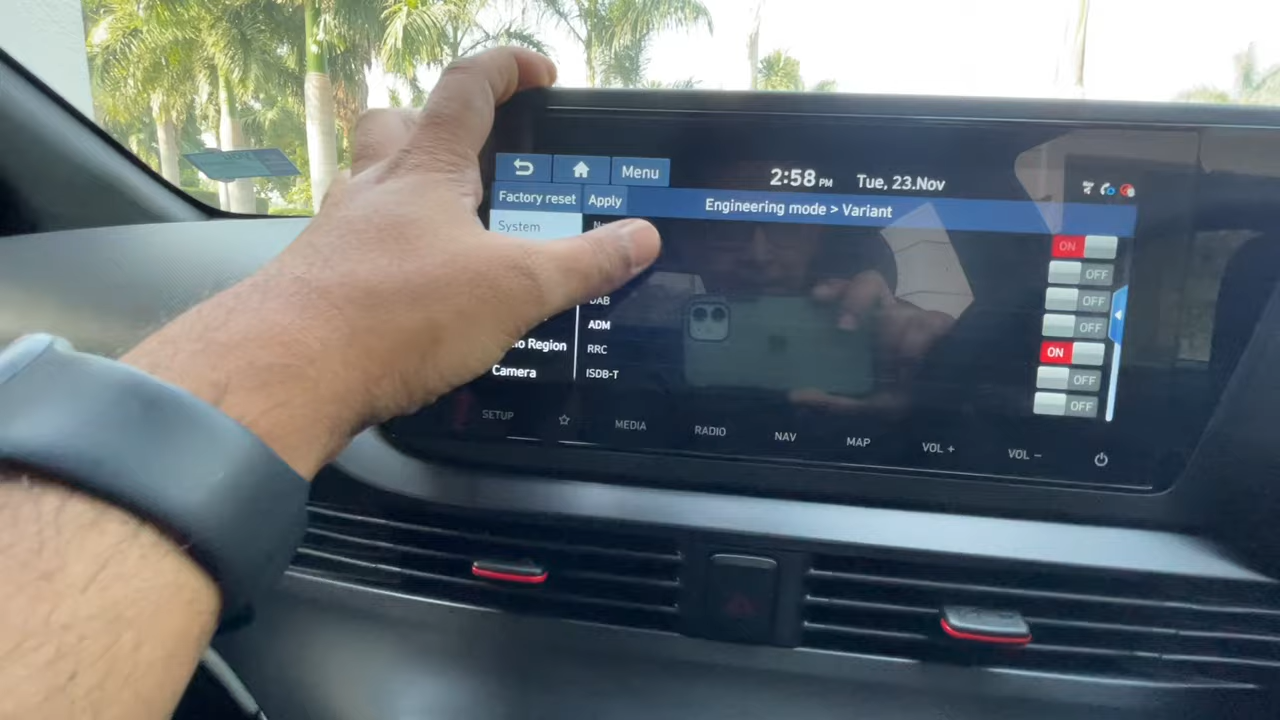 Menu
2:58 PM
Tue, 23.Nov
Factory reset
Apply
Engineering mode > Variant
System
ON
OFF
DAB
OFF
ADM
OFF
Region
RRC
ON
Camera
ISDB-T
OFF
OFF
SETUP
MEDIA
RADIO
NAV
MAP
VOL +
VOL −